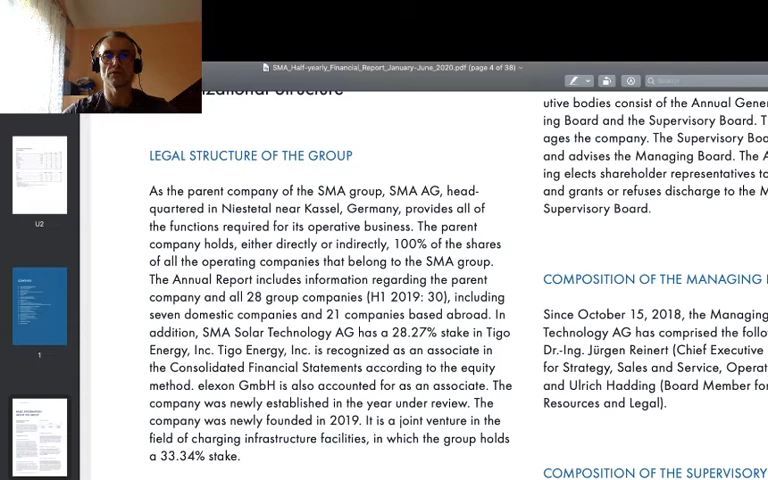 SMA_Half-yearly_Financial_Report_January-June_2020.pdf (page 4 of 38)
Search
Structure
LEGAL STRUCTURE OF THE GROUP
As the parent company of the SMA group, SMA AG, head-
quartered in Niestetal near Kassel, Germany, provides all of
the functions required for its operative business. The parent
company holds, either directly or indirectly, 100% of the shares
of all the operating companies that belong to the SMA group.
The Annual Report includes information regarding the parent
company and all 28 group companies (H1 2019: 30), including
seven domestic companies and 21 companies based abroad. In
addition, SMA Solar Technology AG has a 28.27% stake in Tigo
Energy, Inc. Tigo Energy, Inc. is recognized as an associate in
the Consolidated Financial Statements according to the equity
method. elexon GmbH is also accounted for as an associate. The
company was newly established in the year under review. The
company was newly founded in 2019. It is a joint venture in the
field of charging infrastructure facilities, in which the group holds
a 33.34% stake.
utive bodies consist of the Annual Gener
ing Board and the Supervisory Board. T
ages the company. The Supervisory Boa
and advises the Managing Board. The A
ing elects shareholder representatives to
and grants or refuses discharge to the M
Supervisory Board.
COMPOSITION OF THE MANAGING
Since October 15, 2018, the Managing
Technology AG has comprised the follo
Dr.-Ing. Jürgen Reinert (Chief Executive
for Strategy, Sales and Service, Operat
and Ulrich Hadding (Board Member for
Resources and Legal).
COMPOSITION OF THE SUPERVISORY
U2
1